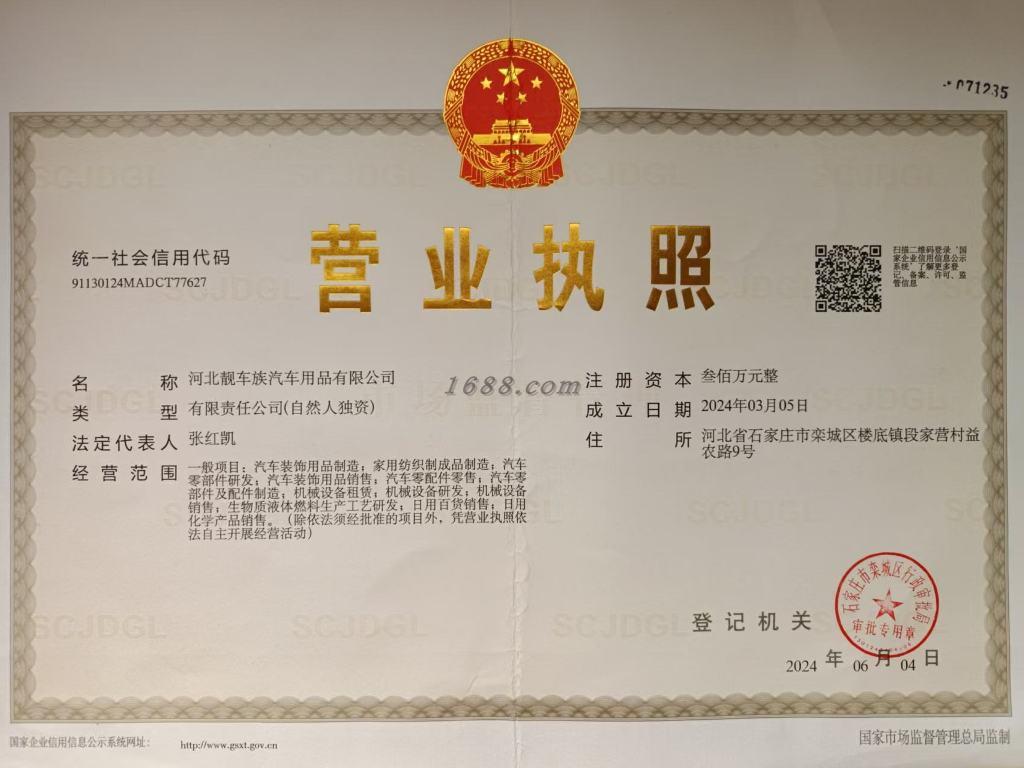 071235
营业执照
统一社会信用代码
91130124MADCT77627
扫描二维码登录'国
家企业信用信息公示
系统'了解更多登
记、备案、许可、监
管信息
名 称 河北靓车族汽车用品有限公司
类 型 有限责任公司(自然人独资)
法定代表人 张红凯
经营范围 一般项目：汽车装饰用品制造；家用纺织制成品制造；汽车
零部件研发；汽车装饰用品销售；汽车零配件零售；汽车零
部件及配件制造；机械设备租赁；机械设备研发；机械设备
销售；生物质液体燃料生产工艺研发；日用百货销售；日用
化学产品销售。（除依法须经批准的项目外，凭营业执照依
法自主开展经营活动）
1688.com
注册资本 叁佰万元整
成立日期 2024年03月05日
住 所 河北省石家庄市栾城区楼底镇段家营村益
农路9号
SCJDGL
SCJDGL
SCJDGL
登记机关
石家庄市栾城区行政审批局
审批专用章
2024 年 06 月 04 日
国家企业信用信息公示系统网址： http://www.gsxt.gov.cn
国家市场监督管理总局监制